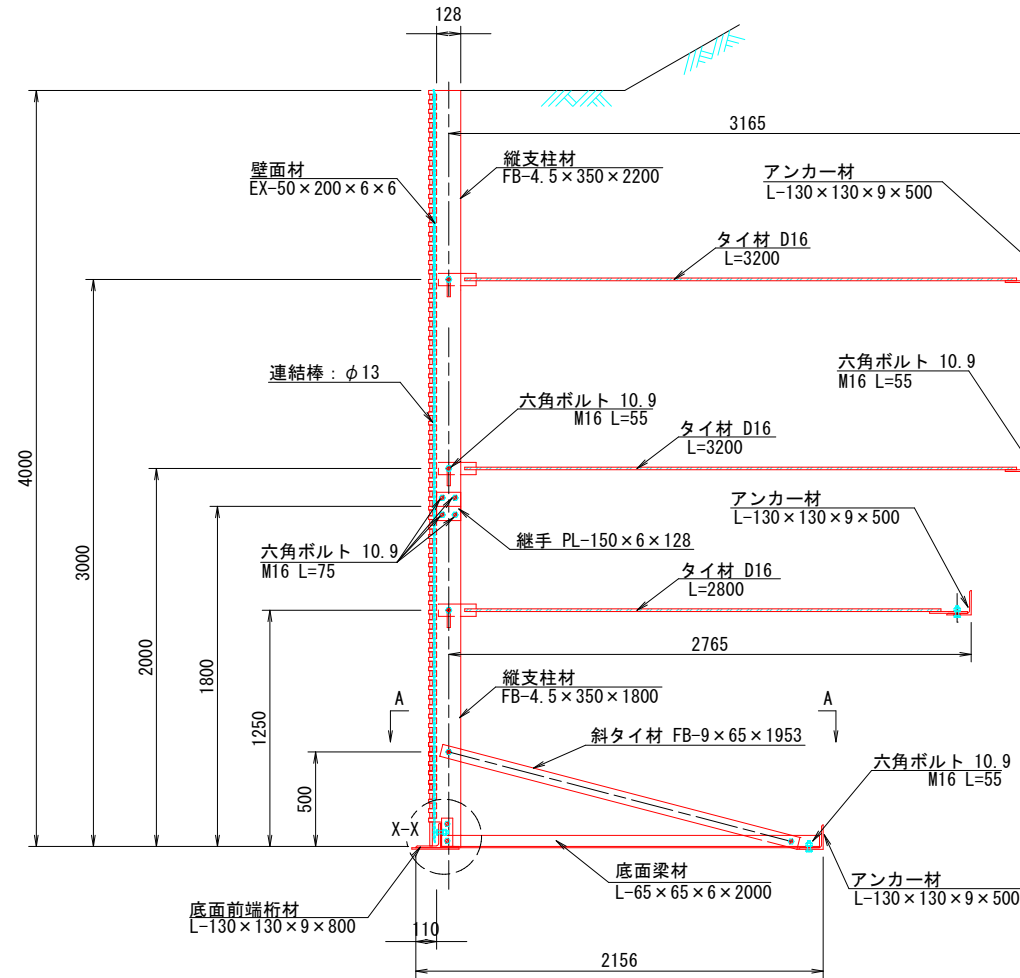 128
3165
壁面材
EX-50×200×6×6
縦支柱材
FB-4.5×350×2200
アンカー材
L-130×130×9×500
タイ材 D16
L=3200
連結棒：φ13
六角ボルト 10.9
M16 L=55
六角ボルト 10.9
M16 L=55
タイ材 D16
L=3200
4000
3000
2000
1800
1250
500
アンカー材
L-130×130×9×500
六角ボルト 10.9
M16 L=75
継手 PL-150×6×128
タイ材 D16
L=2800
2765
縦支柱材
FB-4.5×350×1800
A
A
斜タイ材 FB-9×65×1953
六角ボルト 10.9
M16 L=55
X-X
底面梁材
L-65×65×6×2000
アンカー材
L-130×130×9×500
底面前端桁材
L-130×130×9×800
110
2156